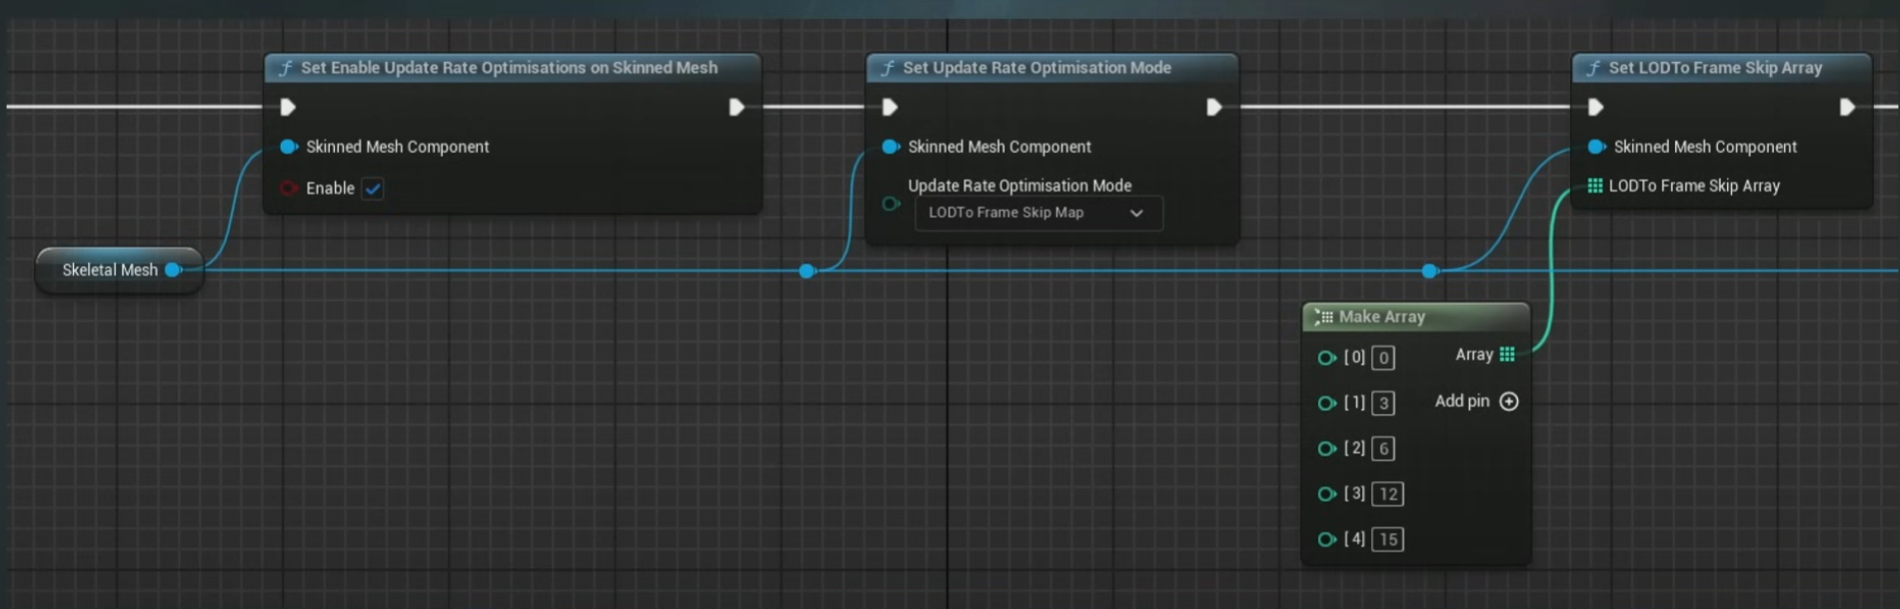 Set Enable Update Rate Optimisations on Skinned Mesh
Skinned Mesh Component
Enable
Set Update Rate Optimisation Mode
Skinned Mesh Component
Update Rate Optimisation Mode
LODTo Frame Skip Map
Set LODTo Frame Skip Array
Skinned Mesh Component
LODTo Frame Skip Array
Skeletal Mesh
Make Array
[0] 0 Array
[1] 3 Add pin
[2] 6
[3] 12
[4] 15